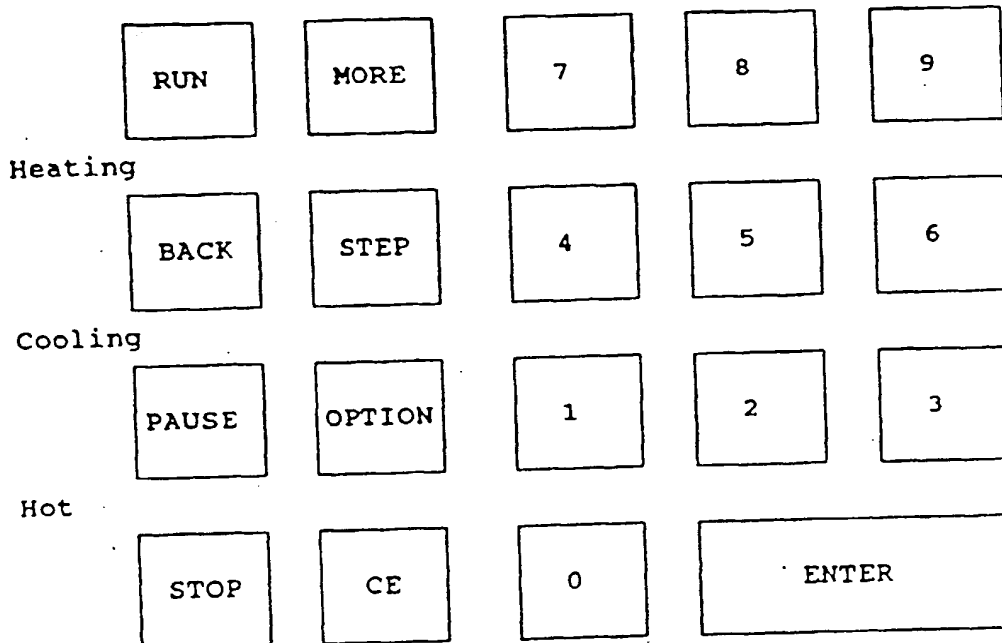 RUN MORE 7 8 9
Heating
BACK STEP 4 5 6
Cooling
PAUSE OPTION 1 2 3
Hot
STOP CE 0 ENTER